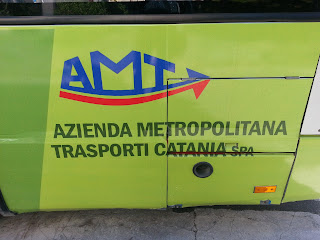 AMT
AZIENDA METROPOLITANA
TRASPORTI CATANIA SPA